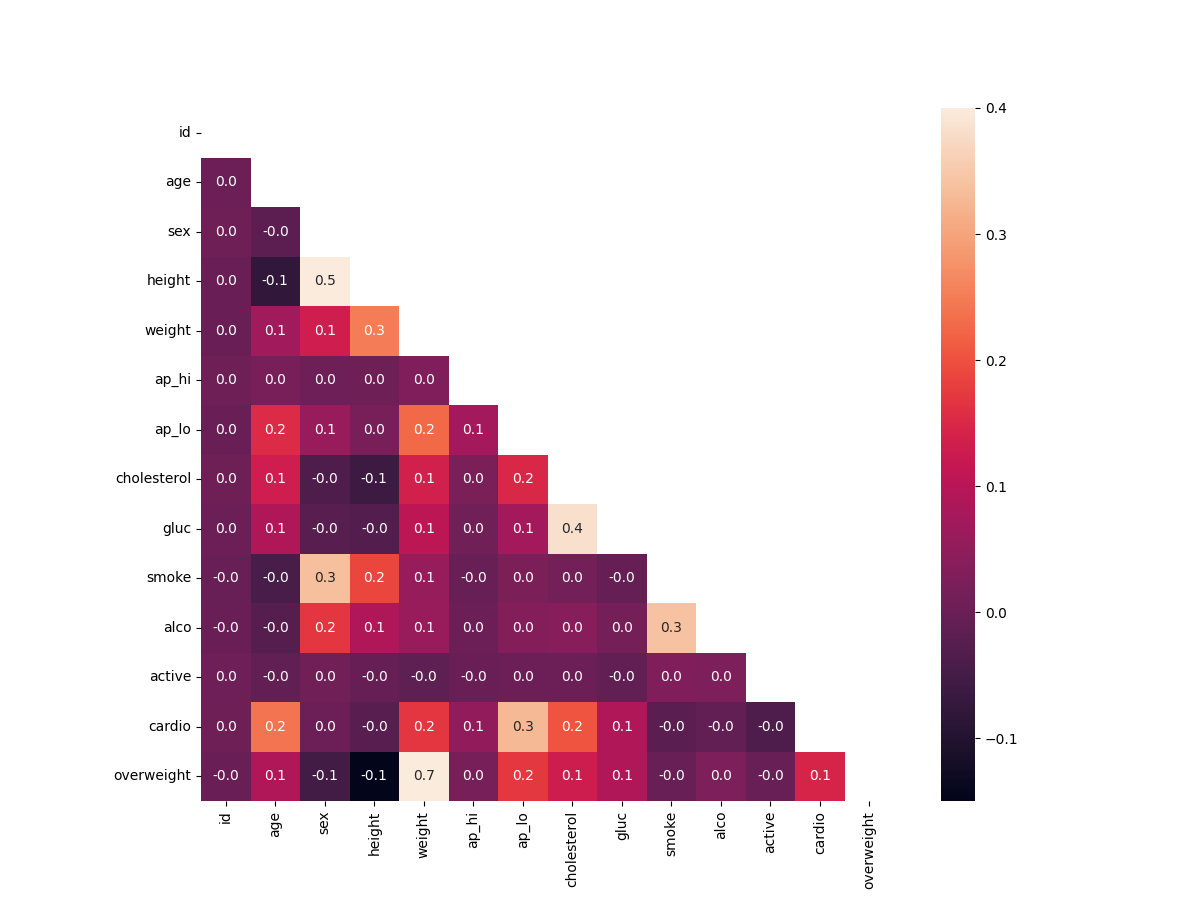 0.4
id
age 0.0
sex 0.0 -0.0
0.3
height 0.0 -0.1 0.5
weight 0.0 0.1 0.1 0.3
0.2
ap_hi 0.0 0.0 0.0 0.0 0.0
ap_lo 0.0 0.2 0.1 0.0 0.2 0.1
cholesterol 0.0 0.1 -0.0 -0.1 0.1 0.0 0.2
0.1
gluc 0.0 0.1 -0.0 -0.0 0.1 0.0 0.1 0.4
smoke -0.0 -0.0 0.3 0.2 0.1 -0.0 0.0 0.0 -0.0
0.0
alco -0.0 -0.0 0.2 0.1 0.1 0.0 0.0 0.0 0.0 0.3
active 0.0 -0.0 0.0 -0.0 -0.0 -0.0 0.0 0.0 -0.0 0.0 0.0
cardio 0.0 0.2 0.0 -0.0 0.2 0.1 0.3 0.2 0.1 -0.0 -0.0 -0.0
−0.1
overweight -0.0 0.1 -0.1 -0.1 0.7 0.0 0.2 0.1 0.1 -0.0 0.0 -0.0 0.1
id age sex height weight ap_hi ap_lo cholesterol gluc smoke alco active cardio overweight